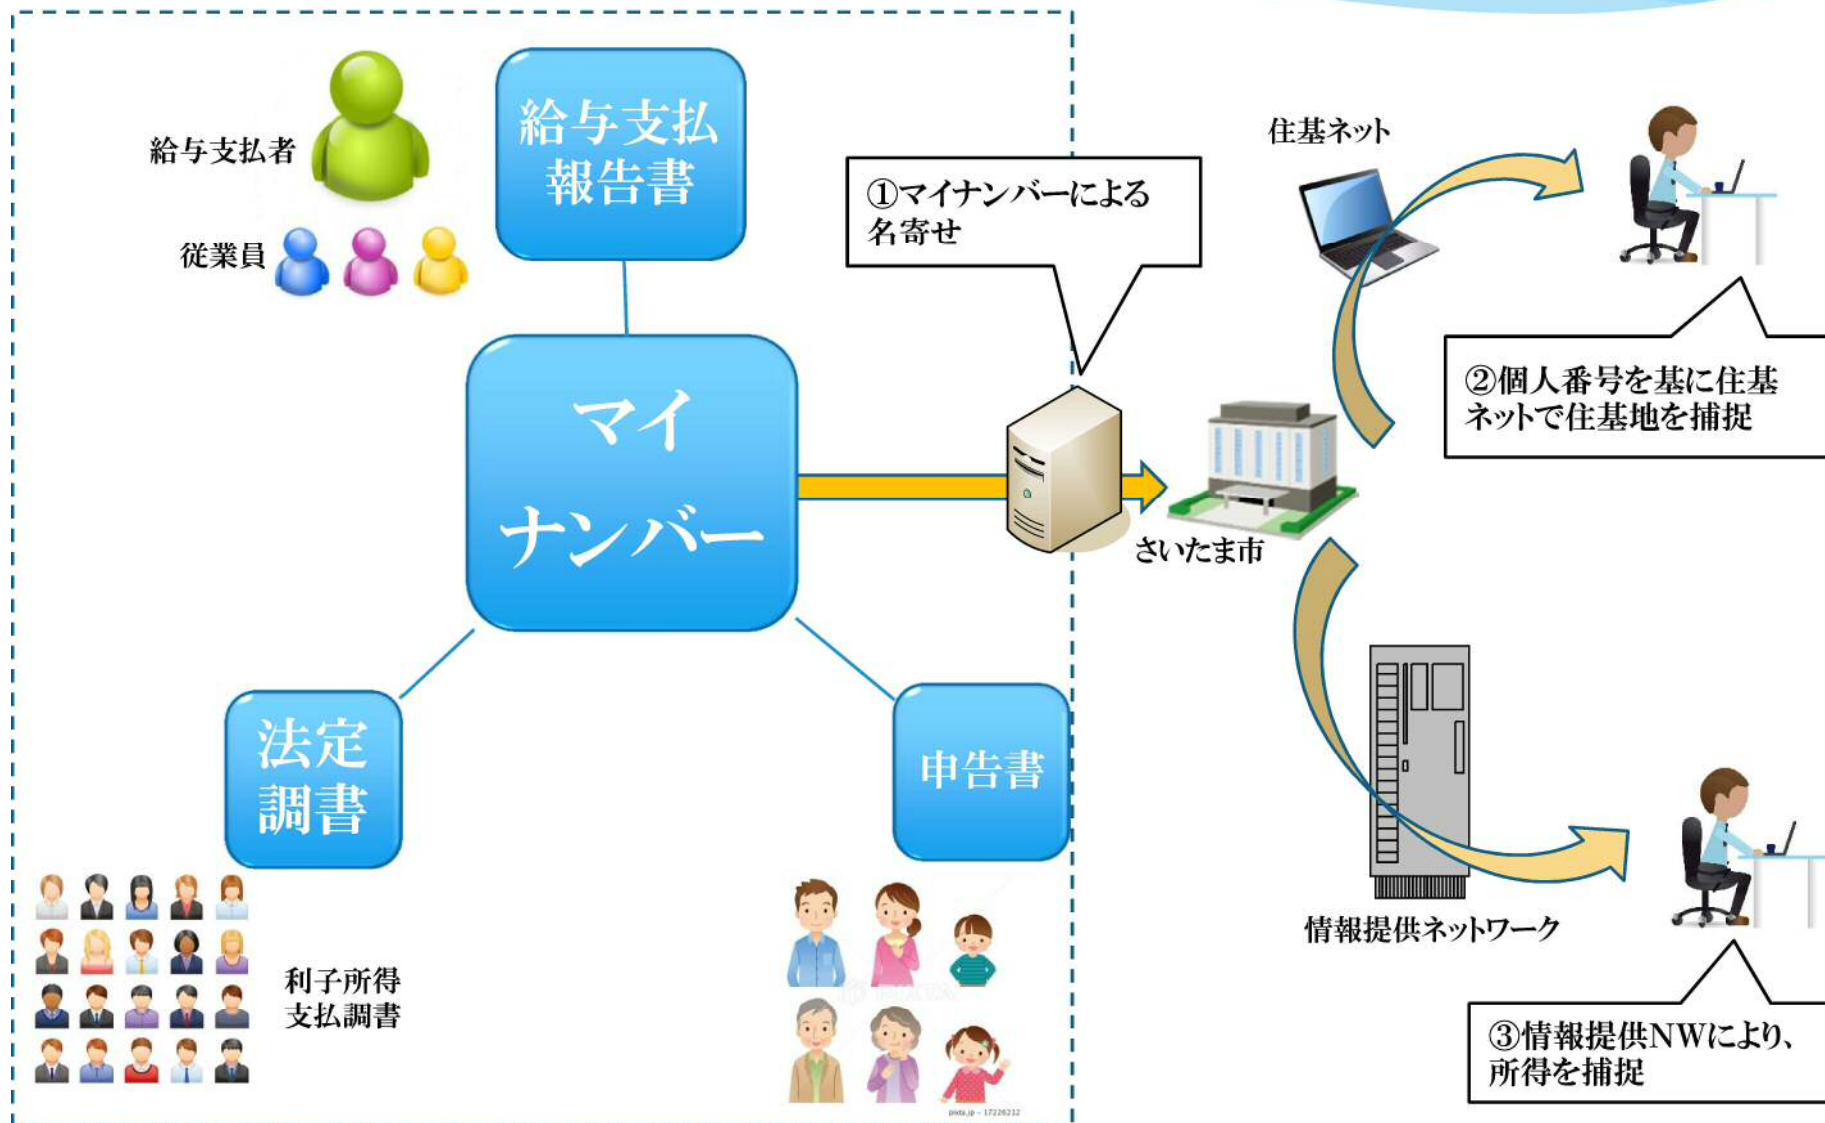 給与支払者
従業員
給与支払
報告書
①マイナンバーによる
名寄せ
住基ネット
②個人番号を基に住基
ネットで住基地を捕捉
マイ
ナンバー
さいたま市
法定
調書
申告書
利子所得
支払調書
情報提供ネットワーク
③情報提供NWにより、
所得を捕捉
PIXTA
pixta.jp - 17226212